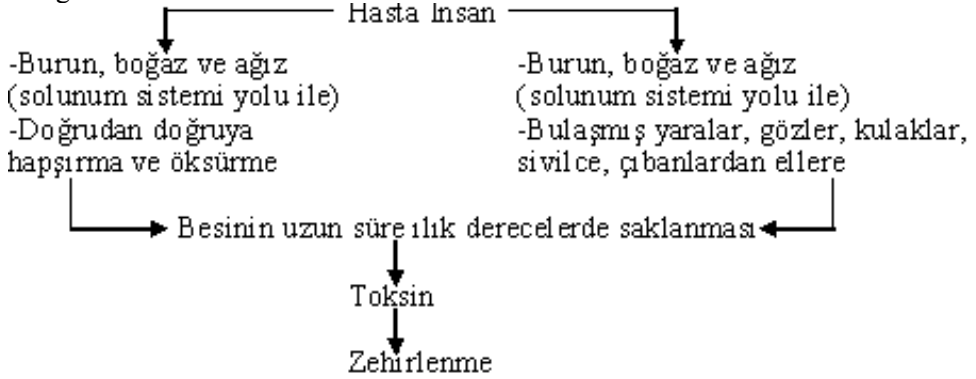 Hasta İnsan
-Burun, boğaz ve ağız
(solunum sistemi yolu ile)
-Doğrudan doğruya
hapşırma ve öksürme
-Burun, boğaz ve ağız
(solunum sistemi yolu ile)
-Bulaşmış yaralar, gözler, kulaklar,
sivilce, çıbanlardan ellere
Besinin uzun süre ılık derecelerde saklanması
Toksin
Zehirlenme